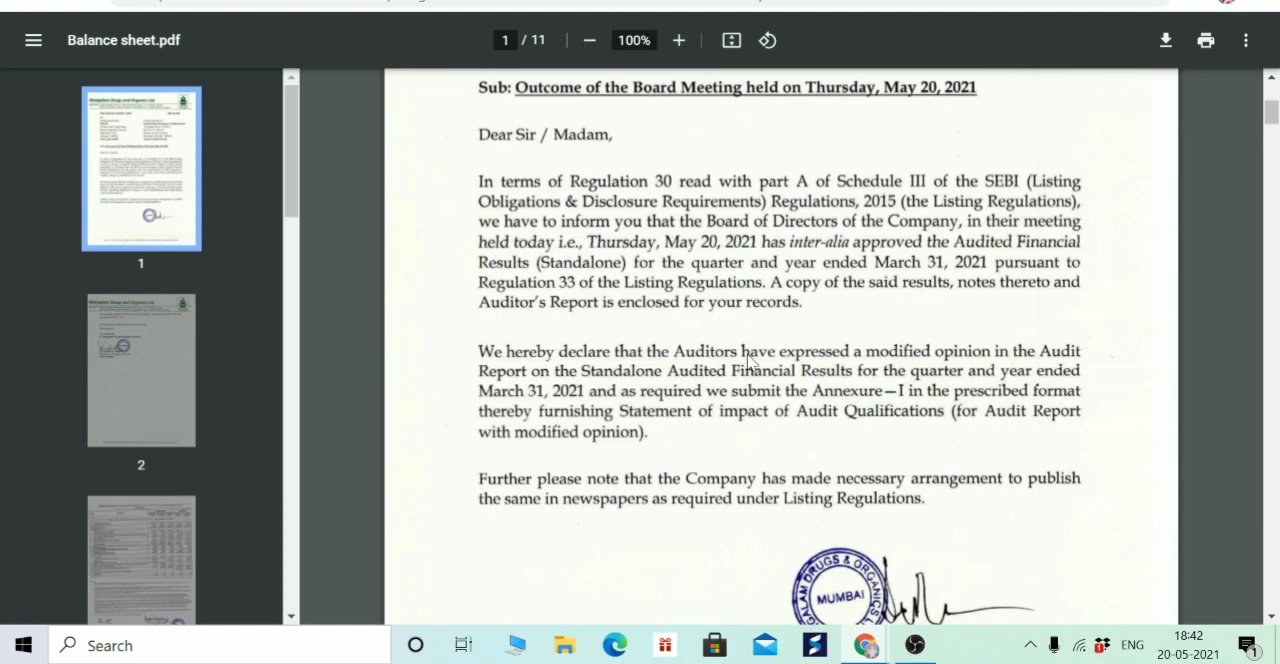 Balance sheet.pdf
1 / 11
100%
Mangalam Drugs and Organics Ltd
1
2
Sub: Outcome of the Board Meeting held on Thursday, May 20, 2021
Dear Sir / Madam,
In terms of Regulation 30 read with part A of Schedule III of the SEBI (Listing
Obligations & Disclosure Requirements) Regulations, 2015 (the Listing Regulations),
we have to inform you that the Board of Directors of the Company, in their meeting
held today i.e., Thursday, May 20, 2021 has inter-alia approved the Audited Financial
Results (Standalone) for the quarter and year ended March 31, 2021 pursuant to
Regulation 33 of the Listing Regulations. A copy of the said results, notes thereto and
Auditor's Report is enclosed for your records.
We hereby declare that the Auditors have expressed a modified opinion in the Audit
Report on the Standalone Audited Financial Results for the quarter and year ended
March 31, 2021 and as required we submit the Annexure–I in the prescribed format
thereby furnishing Statement of impact of Audit Qualifications (for Audit Report
with modified opinion).
Further please note that the Company has made necessary arrangement to publish
the same in newspapers as required under Listing Regulations.
GALAM DRUGS & ORGANICS L
MUMBAI
Search
ENG
18:42
20-05-2021
1